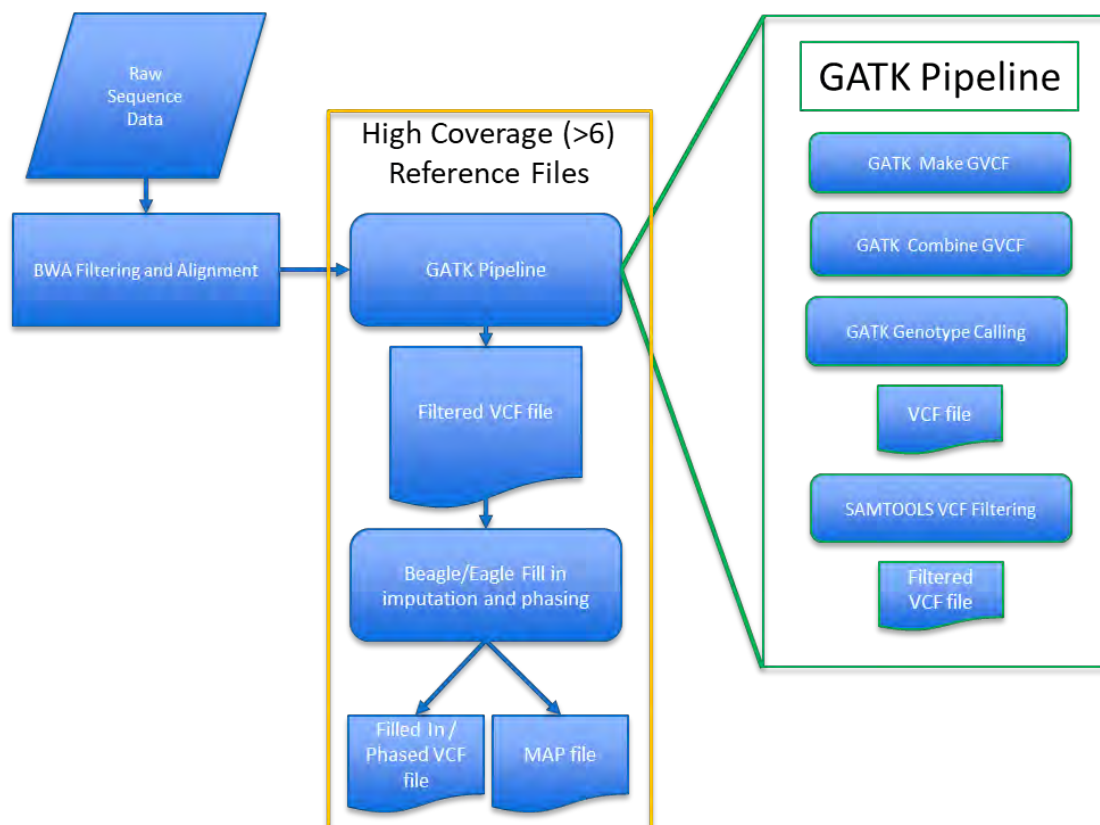 Raw
Sequence
Data
BWA Filtering and Alignment
High Coverage (>6)
Reference Files
GATK Pipeline
Filtered VCF file
Beagle/Eagle Fill in
imputation and phasing
Filled In /
Phased VCF
file
MAP file
GATK Pipeline
GATK Make GVCF
GATK Combine GVCF
GATK Genotype Calling
VCF file
SAMTOOLS VCF Filtering
Filtered
VCF file